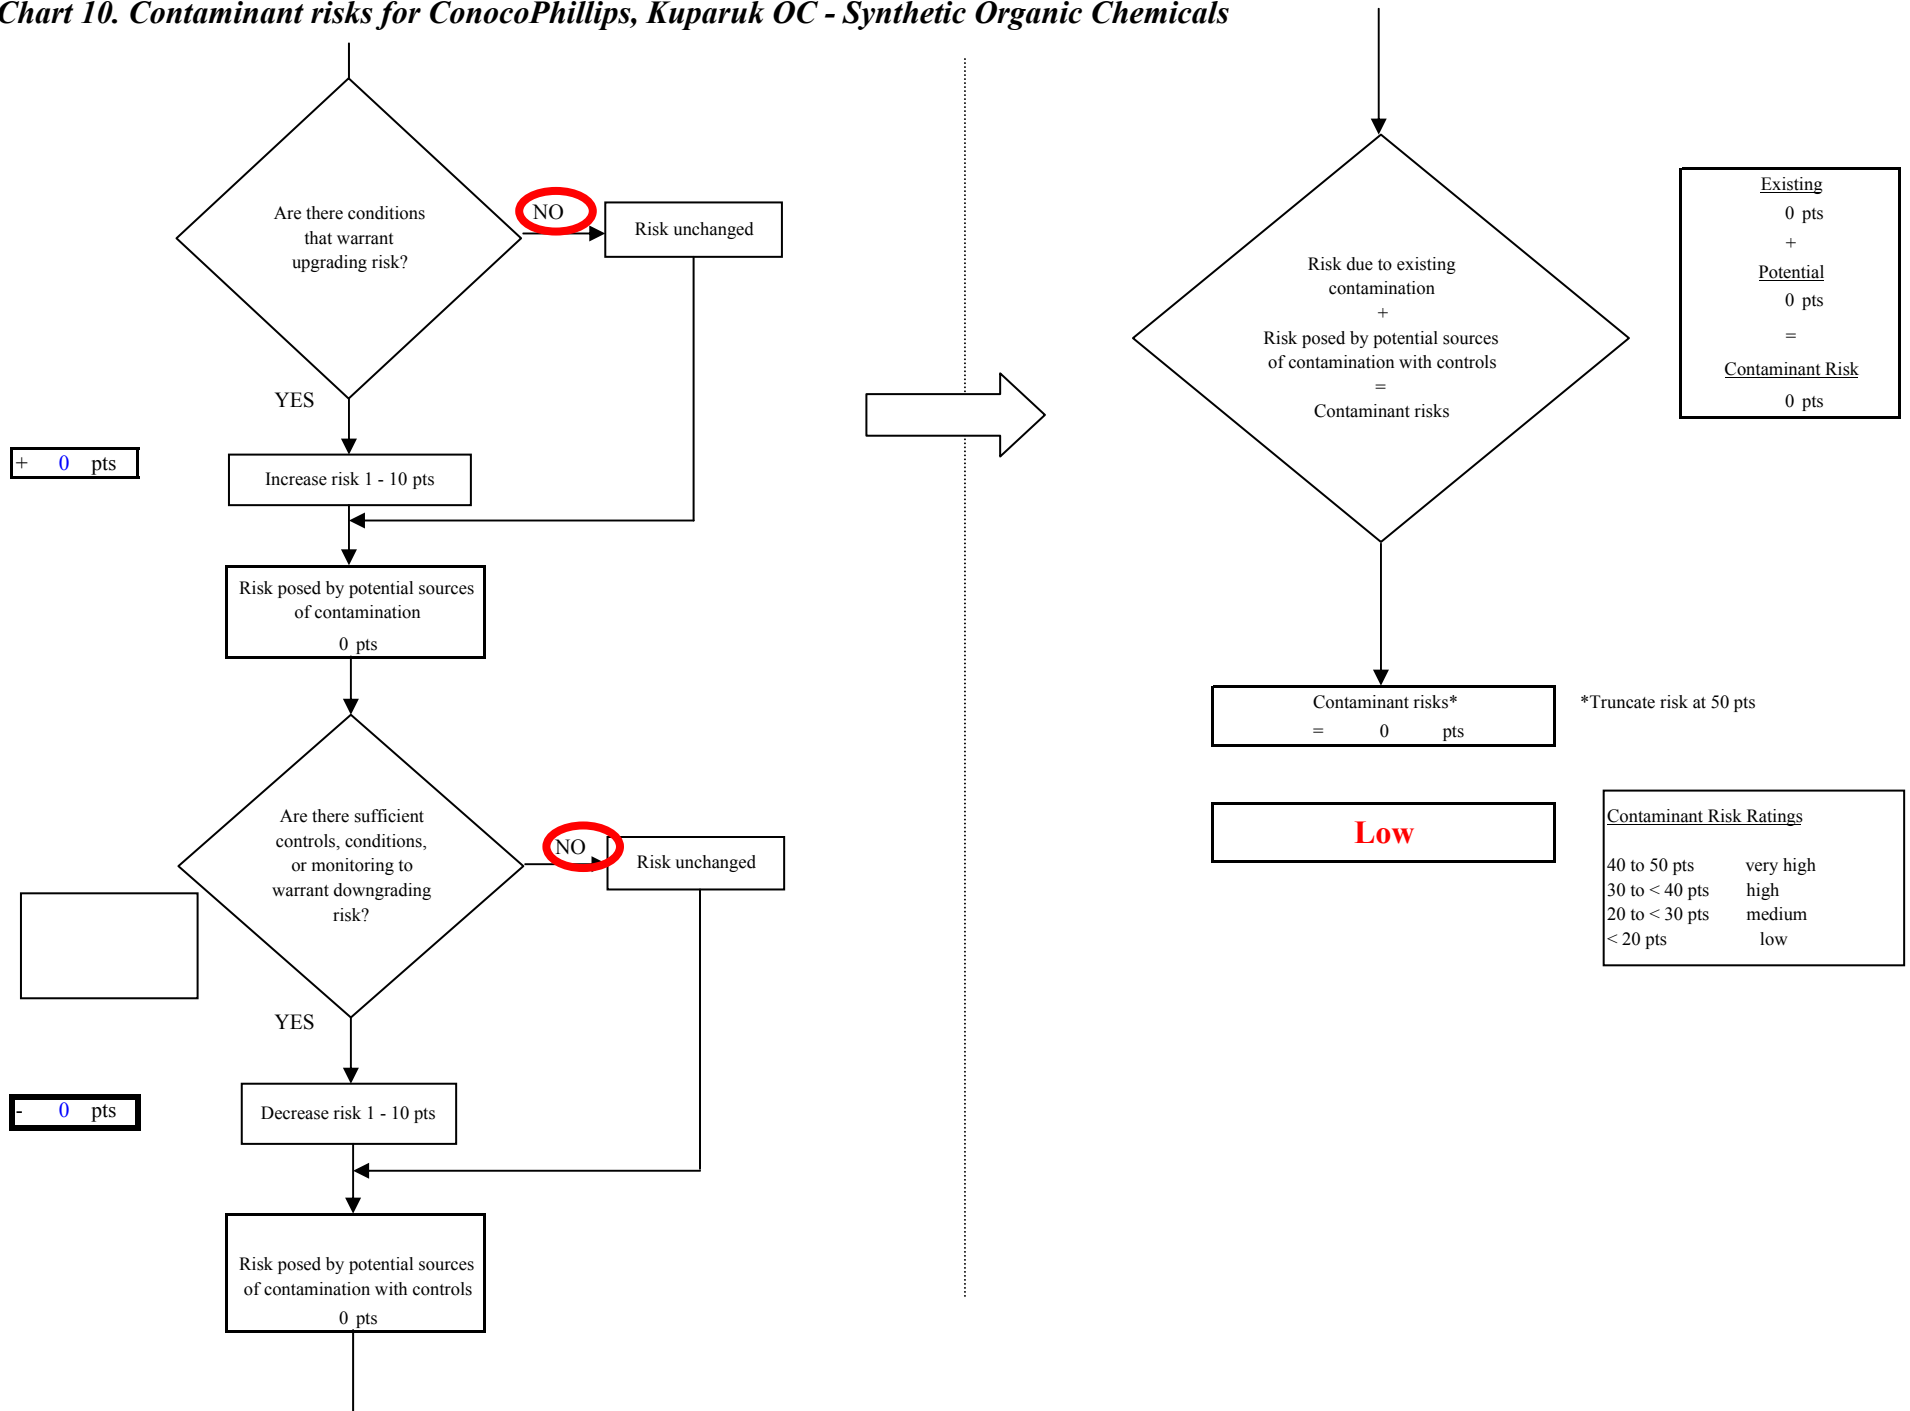 Chart 10. Contaminant risks for ConocoPhillips, Kuparuk OC - Synthetic Organic Chemicals
Are there conditions
that warrant
upgrading risk?
NO
Risk unchanged
YES
+ 0 pts
Increase risk 1 - 10 pts
Risk posed by potential sources
of contamination
0 pts
Are there sufficient
controls, conditions,
or monitoring to
warrant downgrading
risk?
NO
Risk unchanged
YES
- 0 pts
Decrease risk 1 - 10 pts
Risk posed by potential sources
of contamination with controls
0 pts
Risk due to existing
contamination
+
Risk posed by potential sources
of contamination with controls
=
Contaminant risks
Existing
0 pts
+
Potential
0 pts
=
Contaminant Risk
0 pts
Contaminant risks*
= 0 pts
*Truncate risk at 50 pts
Low
Contaminant Risk Ratings
40 to 50 pts very high
30 to < 40 pts high
20 to < 30 pts medium
< 20 pts low